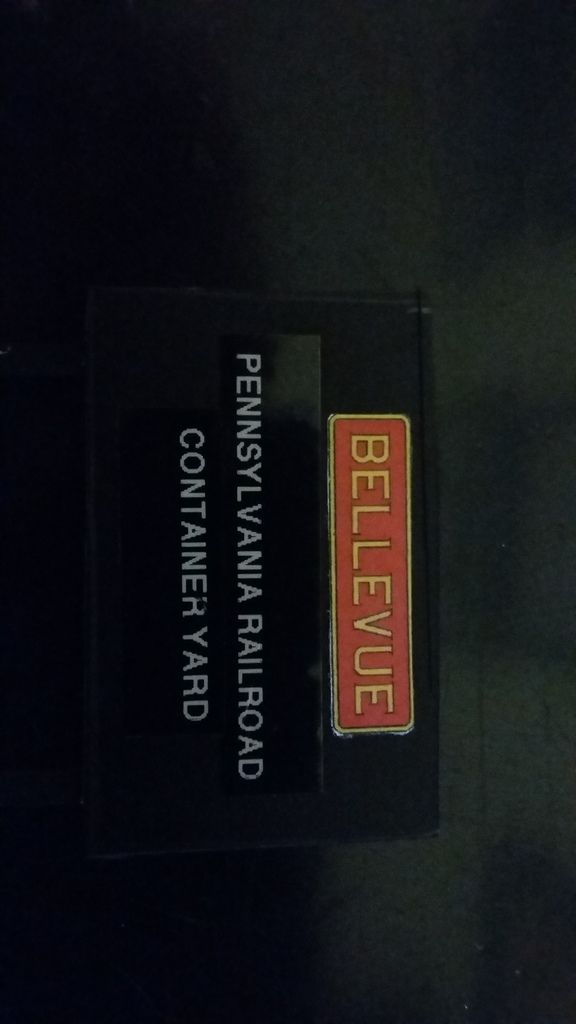 BELLEVUE
PENNSYLVANIA RAILROAD
CONTAINER YARD